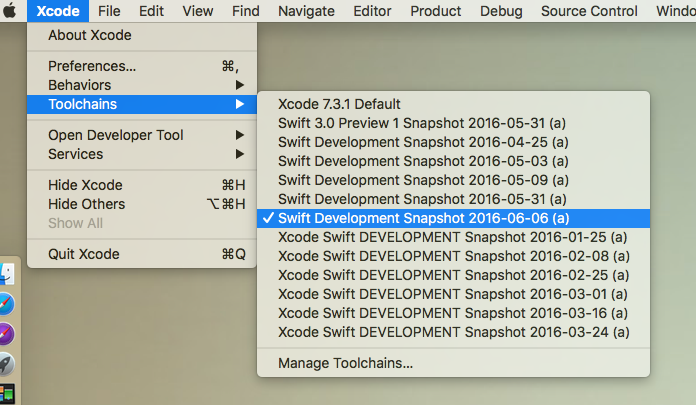 Xcode File Edit View Find Navigate Editor Product Debug Source Control Windo
About Xcode
Preferences... ⌘,
Behaviors
Toolchains
Open Developer Tool
Services
Hide Xcode ⌘H
Hide Others ⌥⌘H
Show All
Quit Xcode ⌘Q
Xcode 7.3.1 Default
Swift 3.0 Preview 1 Snapshot 2016-05-31 (a)
Swift Development Snapshot 2016-04-25 (a)
Swift Development Snapshot 2016-05-03 (a)
Swift Development Snapshot 2016-05-09 (a)
Swift Development Snapshot 2016-05-31 (a)
Swift Development Snapshot 2016-06-06 (a)
Xcode Swift DEVELOPMENT Snapshot 2016-01-25 (a)
Xcode Swift DEVELOPMENT Snapshot 2016-02-08 (a)
Xcode Swift DEVELOPMENT Snapshot 2016-02-25 (a)
Xcode Swift DEVELOPMENT Snapshot 2016-03-01 (a)
Xcode Swift DEVELOPMENT Snapshot 2016-03-16 (a)
Xcode Swift DEVELOPMENT Snapshot 2016-03-24 (a)
Manage Toolchains...